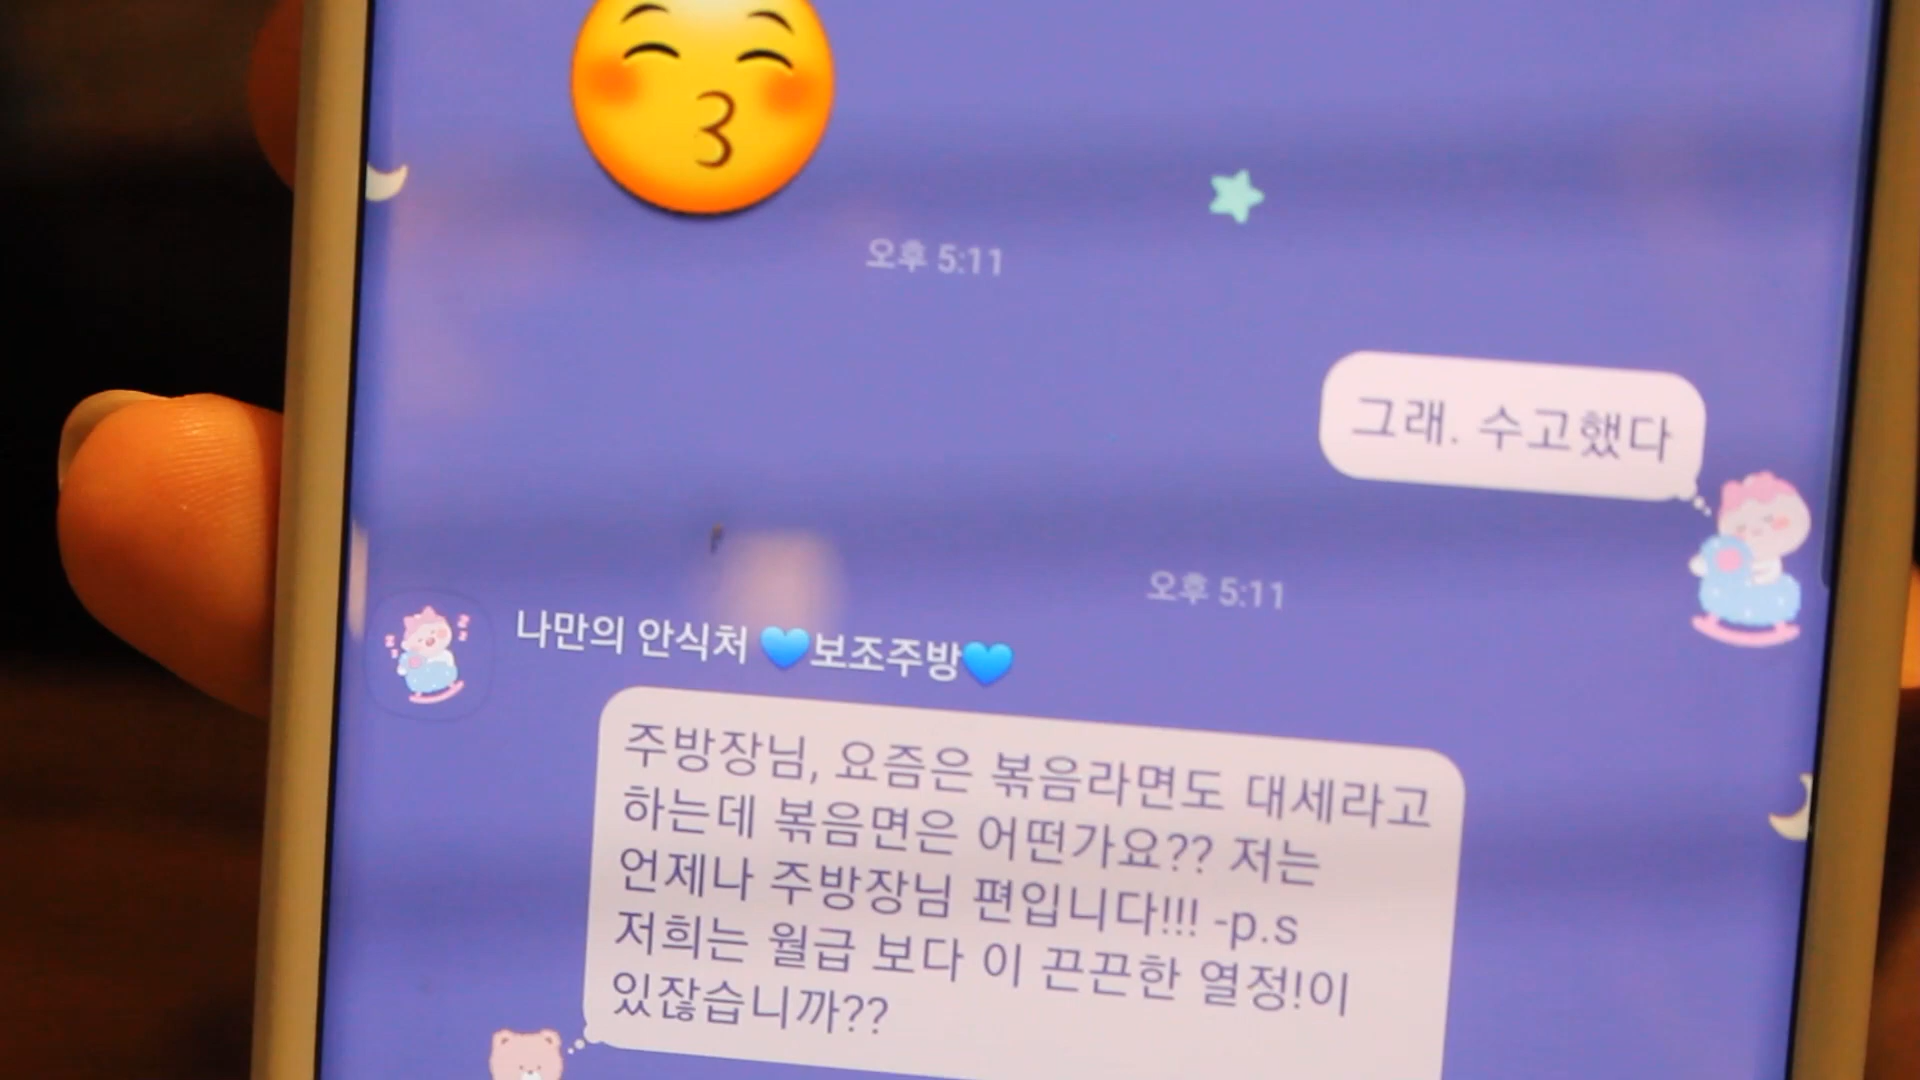 오후 5:11
그래. 수고했다
오후 5:11
나만의 안식처 💙보조주방💙
주방장님, 요즘은 볶음라면도 대세라고
하는데 볶음면은 어떤가요?? 저는
언제나 주방장님 편입니다!!! -p.s
저희는 월급 보다 이 끈끈한 열정!이
있잖습니까??